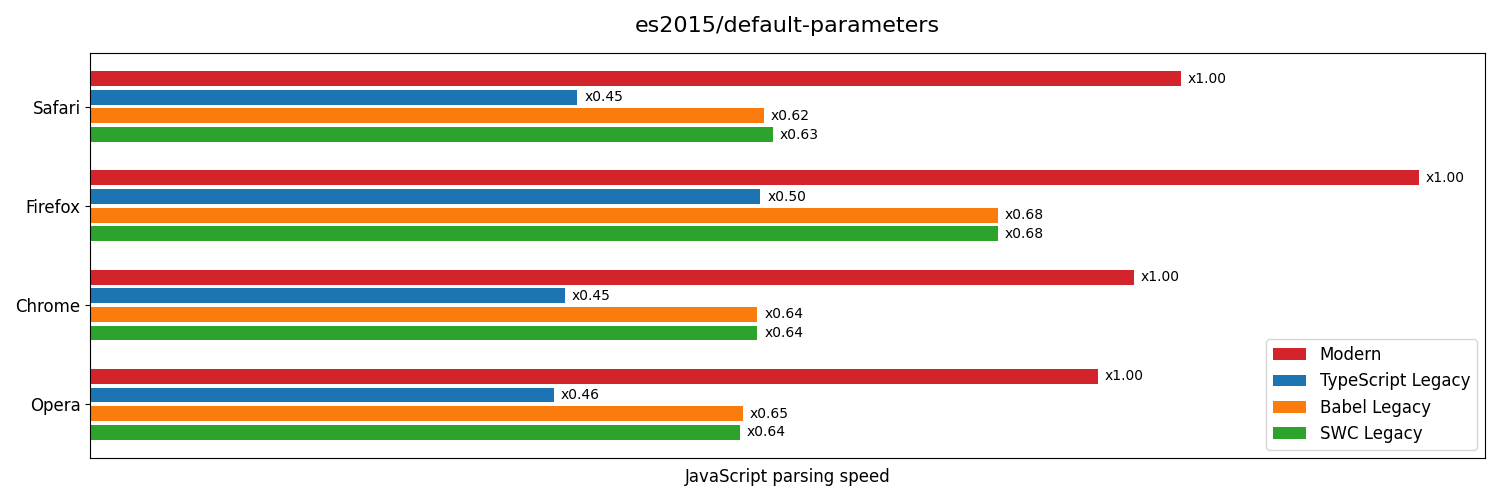 es2015/default-parameters
Safari
x1.00
x0.45
x0.62
x0.63
Firefox
x1.00
x0.50
x0.68
x0.68
Chrome
x1.00
x0.45
x0.64
x0.64
Opera
x1.00
x0.46
x0.65
x0.64
Modern
TypeScript Legacy
Babel Legacy
SWC Legacy
JavaScript parsing speed